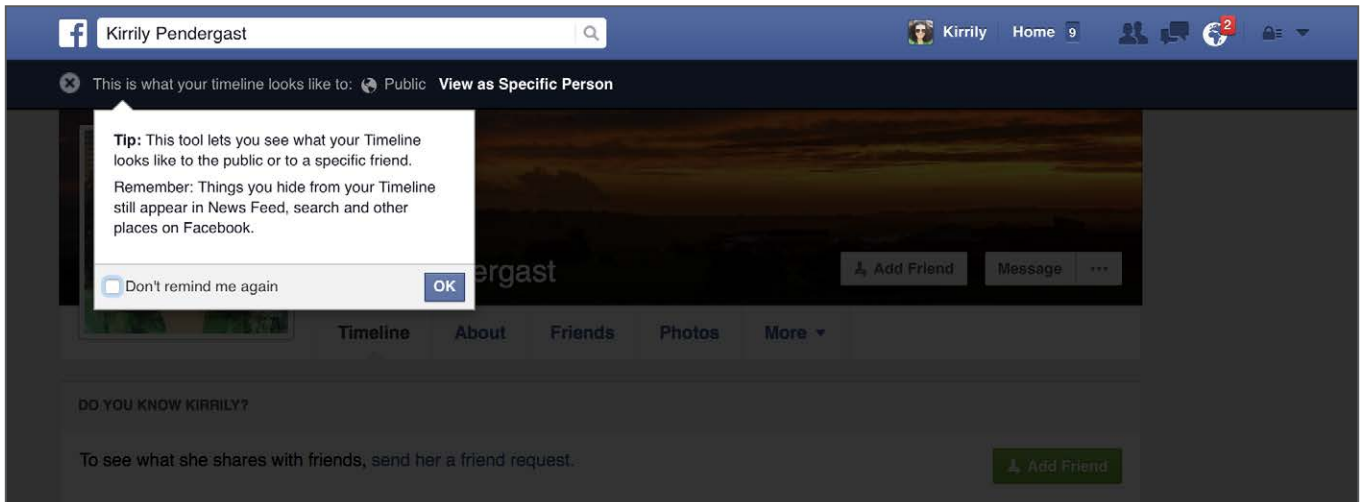 f Kirrily Pendergast Kirrily Home 9 2
This is what your timeline looks like to: Public View as Specific Person
Tip: This tool lets you see what your Timeline
looks like to the public or to a specific friend.
Remember: Things you hide from your Timeline
still appear in News Feed, search and other
places on Facebook.
Don't remind me again OK
ergast
Add Friend Message ...
Timeline About Friends Photos More
DO YOU KNOW KIRRILY?
To see what she shares with friends, send her a friend request.
Add Friend